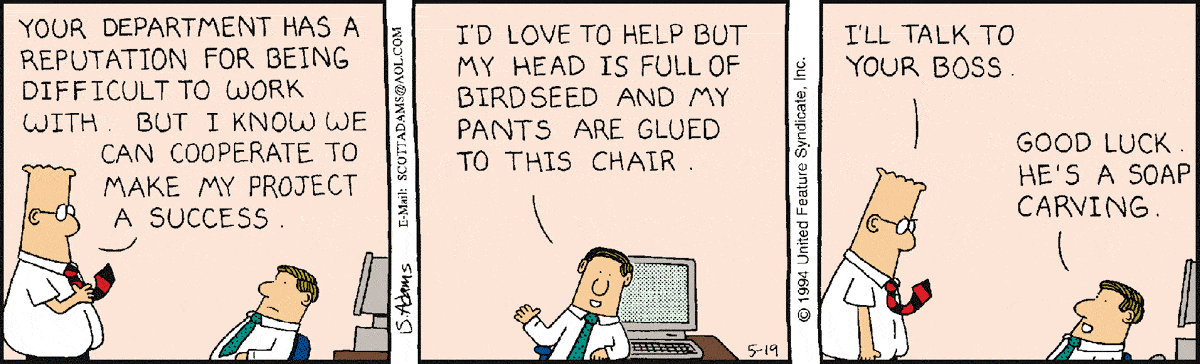 YOUR DEPARTMENT HAS A
REPUTATION FOR BEING
DIFFICULT TO WORK
WITH. BUT I KNOW WE
CAN COOPERATE TO
MAKE MY PROJECT
A SUCCESS.
S.Adams
E-Mail: SCOTTADAMS@AOL.COM
I'D LOVE TO HELP BUT
MY HEAD IS FULL OF
BIRDSEED AND MY
PANTS ARE GLUED
TO THIS CHAIR.
5-19
© 1994 United Feature Syndicate, Inc.
I'LL TALK TO
YOUR BOSS.
GOOD LUCK.
HE'S A SOAP
CARVING.